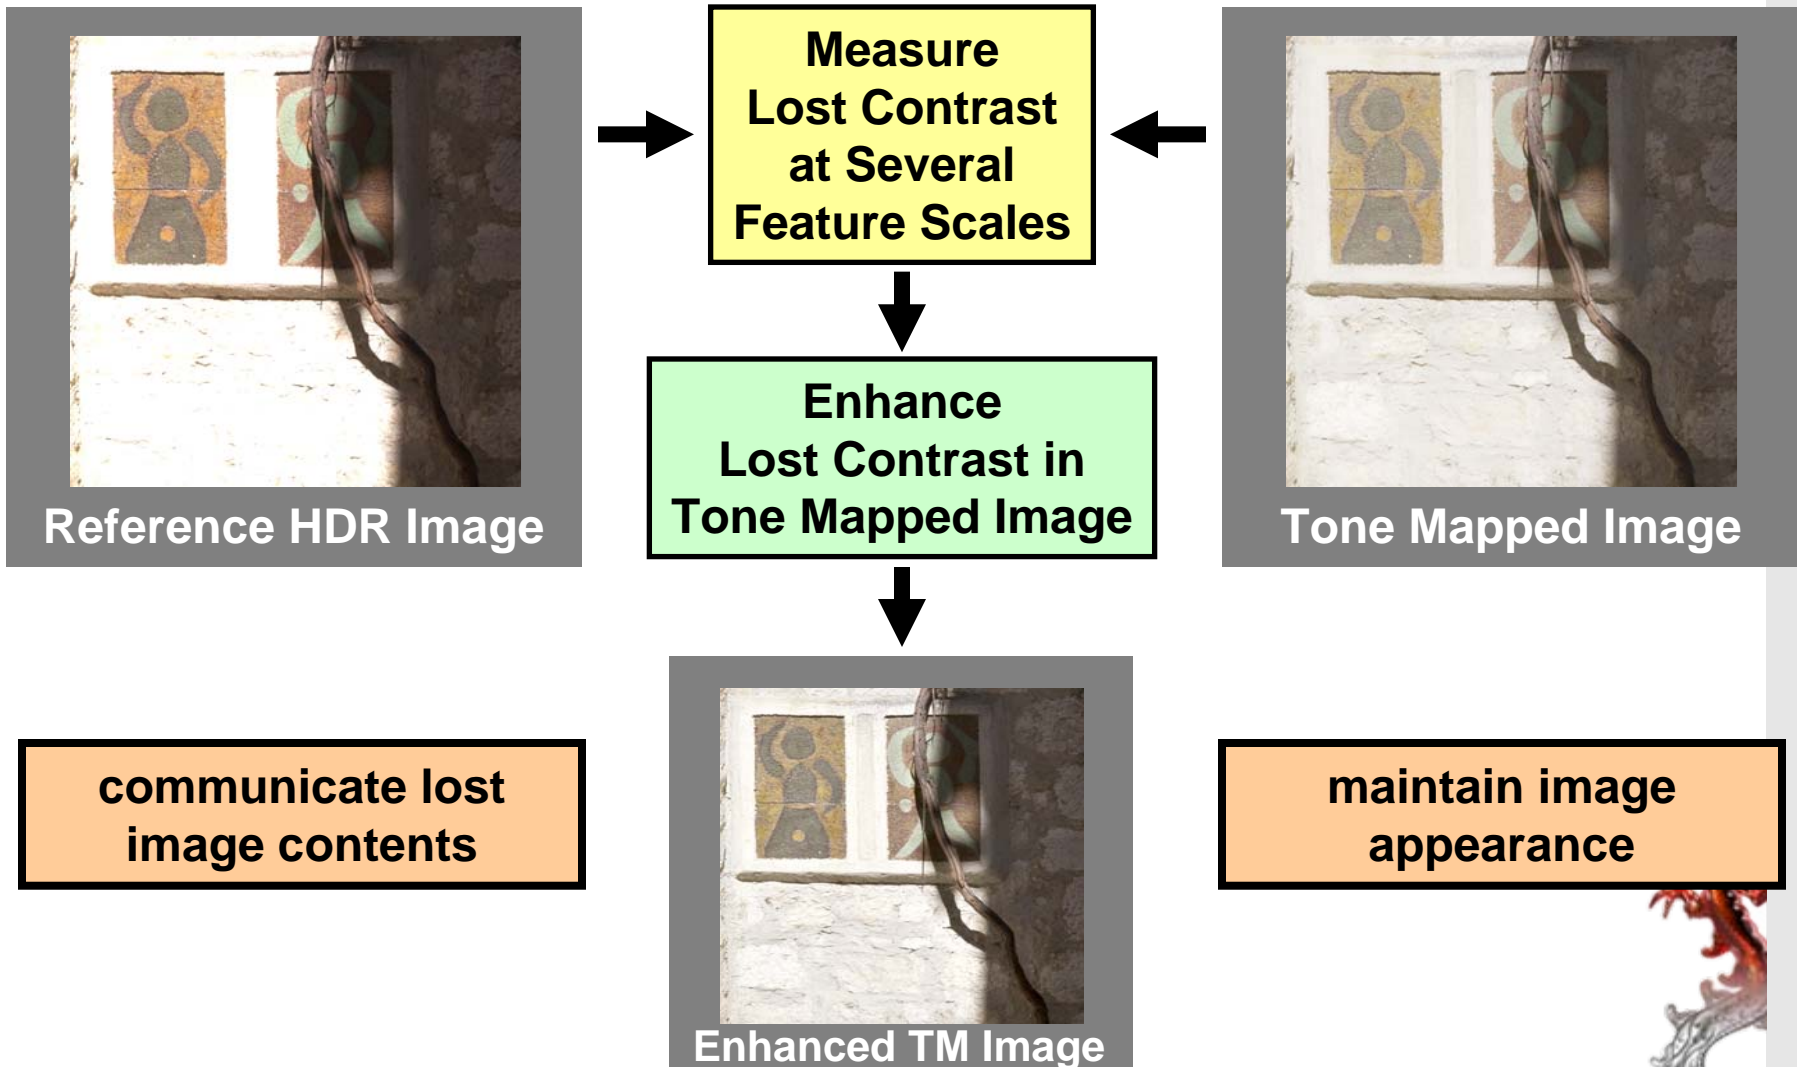 Measure
Lost Contrast
at Several
Feature Scales
Reference HDR Image
Tone Mapped Image
Enhance
Lost Contrast in
Tone Mapped Image
communicate lost
image contents
maintain image
appearance
Enhanced TM Image